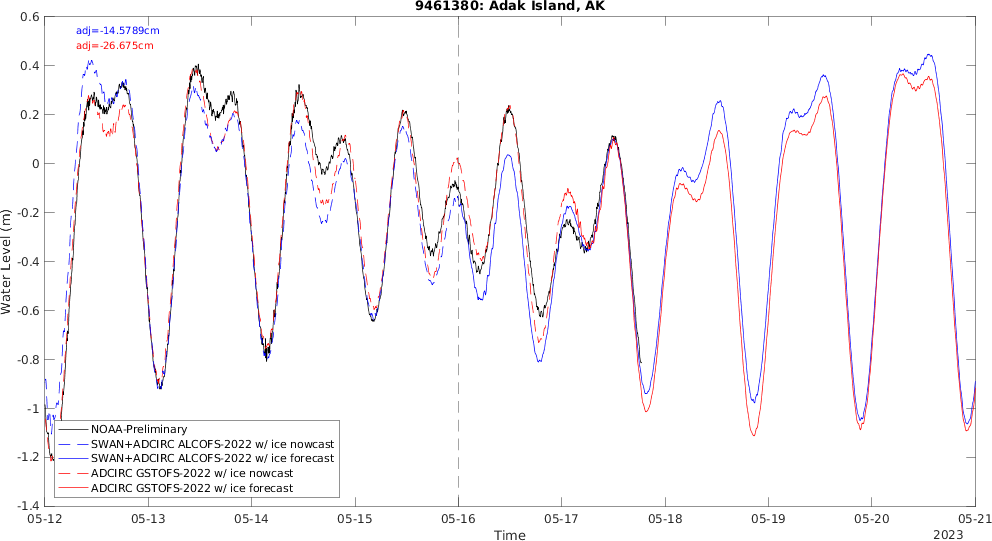 9461380: Adak Island, AK
adj=-14.5789cm
adj=-26.675cm
Water Level (m)
0.6
0.4
0.2
0
-0.2
-0.4
-0.6
-0.8
-1
-1.2
-1.4
NOAA-Preliminary
SWAN+ADCIRC ALCOFS-2022 w/ ice nowcast
SWAN+ADCIRC ALCOFS-2022 w/ ice forecast
ADCIRC GSTOFS-2022 w/ ice nowcast
ADCIRC GSTOFS-2022 w/ ice forecast
05-12 05-13 05-14 05-15 05-16 05-17 05-18 05-19 05-20 05-21
Time
2023